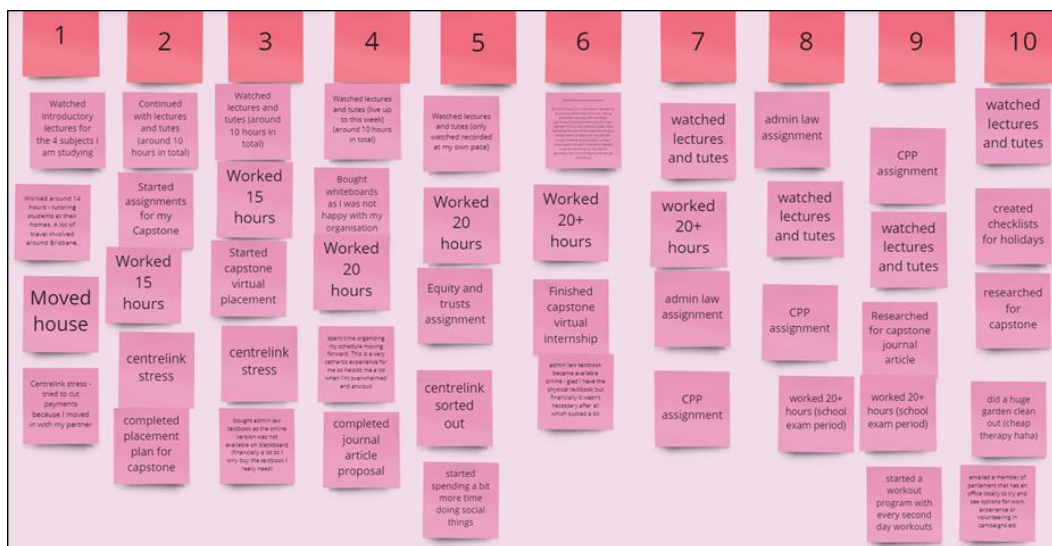 1
2
3
4
5
6
7
8
9
10
Watched
introductory
lectures for
the 4 subjects I
am studying
Worked around 14
hours - tutoring
students at their
homes. A lot of
travel involved
around Brisbane.
Moved
house
Centrelink stress -
tried to cut
payments
because I moved
in with my
partner
Continued
with lectures
and tutes
(around 10
hours in total)
Started
assignments
for my
Capstone
Worked
15
hours
centrelink
stress
completed
placement
plan for
capstone
Watched
lectures and
tutes (around
10 hours in
total)
Worked
15
hours
Started
capstone
virtual
placement
centrelink
stress
bought admin law
textbook as the online
version was not
available on blackboard
(financially a lot so I
only buy the textbook I
really need)
Watched lectures
and tutes (live up
to this week)
(around 10 hours
in total)
Bought
whiteboards
as I was not
happy with my
organisation
Worked
20
hours
spent time organising
my schedule moving
forward. This is a very
cathartic experience for
me so helpds me a lot
when I'm overwhelmed
and anxious
completed
journal
article
proposal
Watched lectures
and tutes (only
watched recorded
at my own pace)
Worked
20
hours
Equity and
trusts
assignment
centrelink
sorted
out
started
spending a bit
more time
doing social
things
Worked
20+
hours
Finished
capstone
virtual
internship
admin law textbook
became available
online - glad I have the
physical textbook but
financially it wasn't
necessary after all
which sucked a bit
watched
lectures
and tutes
worked
20+
hours
admin law
assignment
CPP
assignment
admin law
assignment
watched
lectures
and tutes
CPP
assignment
worked 20+
hours (school
exam period)
CPP
assignment
watched
lectures
and tutes
Researched
for capstone
journal
article
worked 20+
hours (school
exam period)
started a
workout
program with
every second
day workouts
watched
lectures
and tutes
created
checklists
for holidays
researched
for
capstone
did a huge
garden clean
out (cheap
therapy haha)
emailed a member of
parliament that has an
office locally to try and
see options for work
experience or
volunteering in
campaigns etc